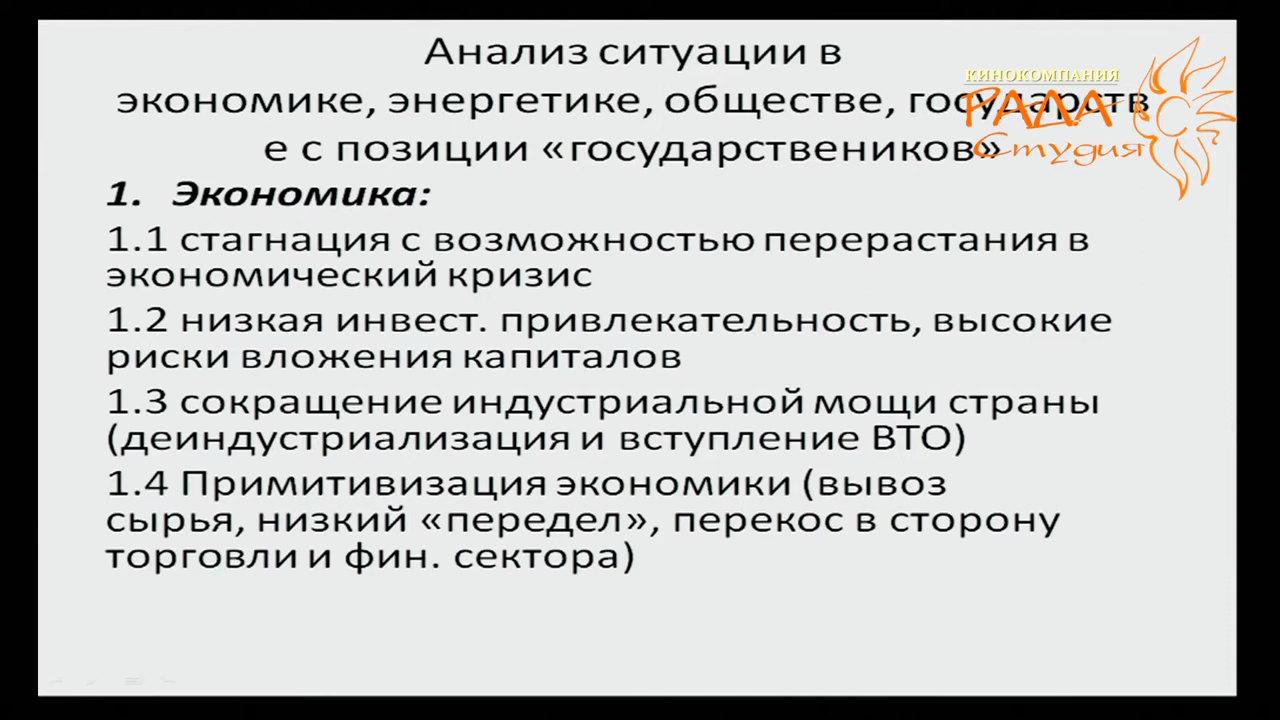 Анализ ситуации в
экономике, энергетике, обществе, государств
е с позиции «государствеников»
КИНОКОМПАНИЯ
РАДА
Студия
1. Экономика:
1.1 стагнация с возможностью перерастания в
экономический кризис
1.2 низкая инвест. привлекательность, высокие
риски вложения капиталов
1.3 сокращение индустриальной мощи страны
(деиндустриализация и вступление ВТО)
1.4 Примитивизация экономики (вывоз
сырья, низкий «передел», перекос в сторону
торговли и фин. сектора)